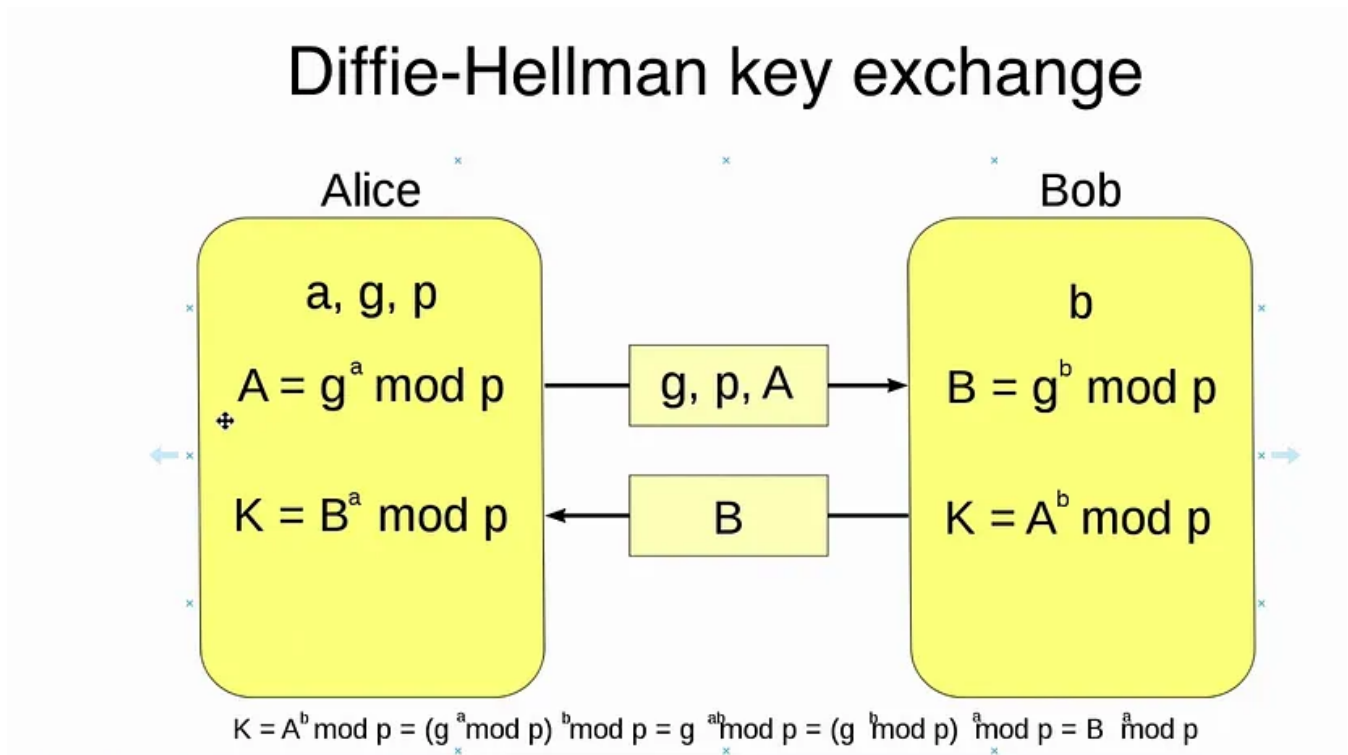 Diffie-Hellman key exchange
Alice
Bob
a, g, p
b
A = g^a mod p
g, p, A
B = g^b mod p
K = B^a mod p
B
K = A^b mod p
K = A^b mod p = (g^a mod p)^b mod p = g^ab mod p = (g^b mod p)^a mod p = B^a mod p